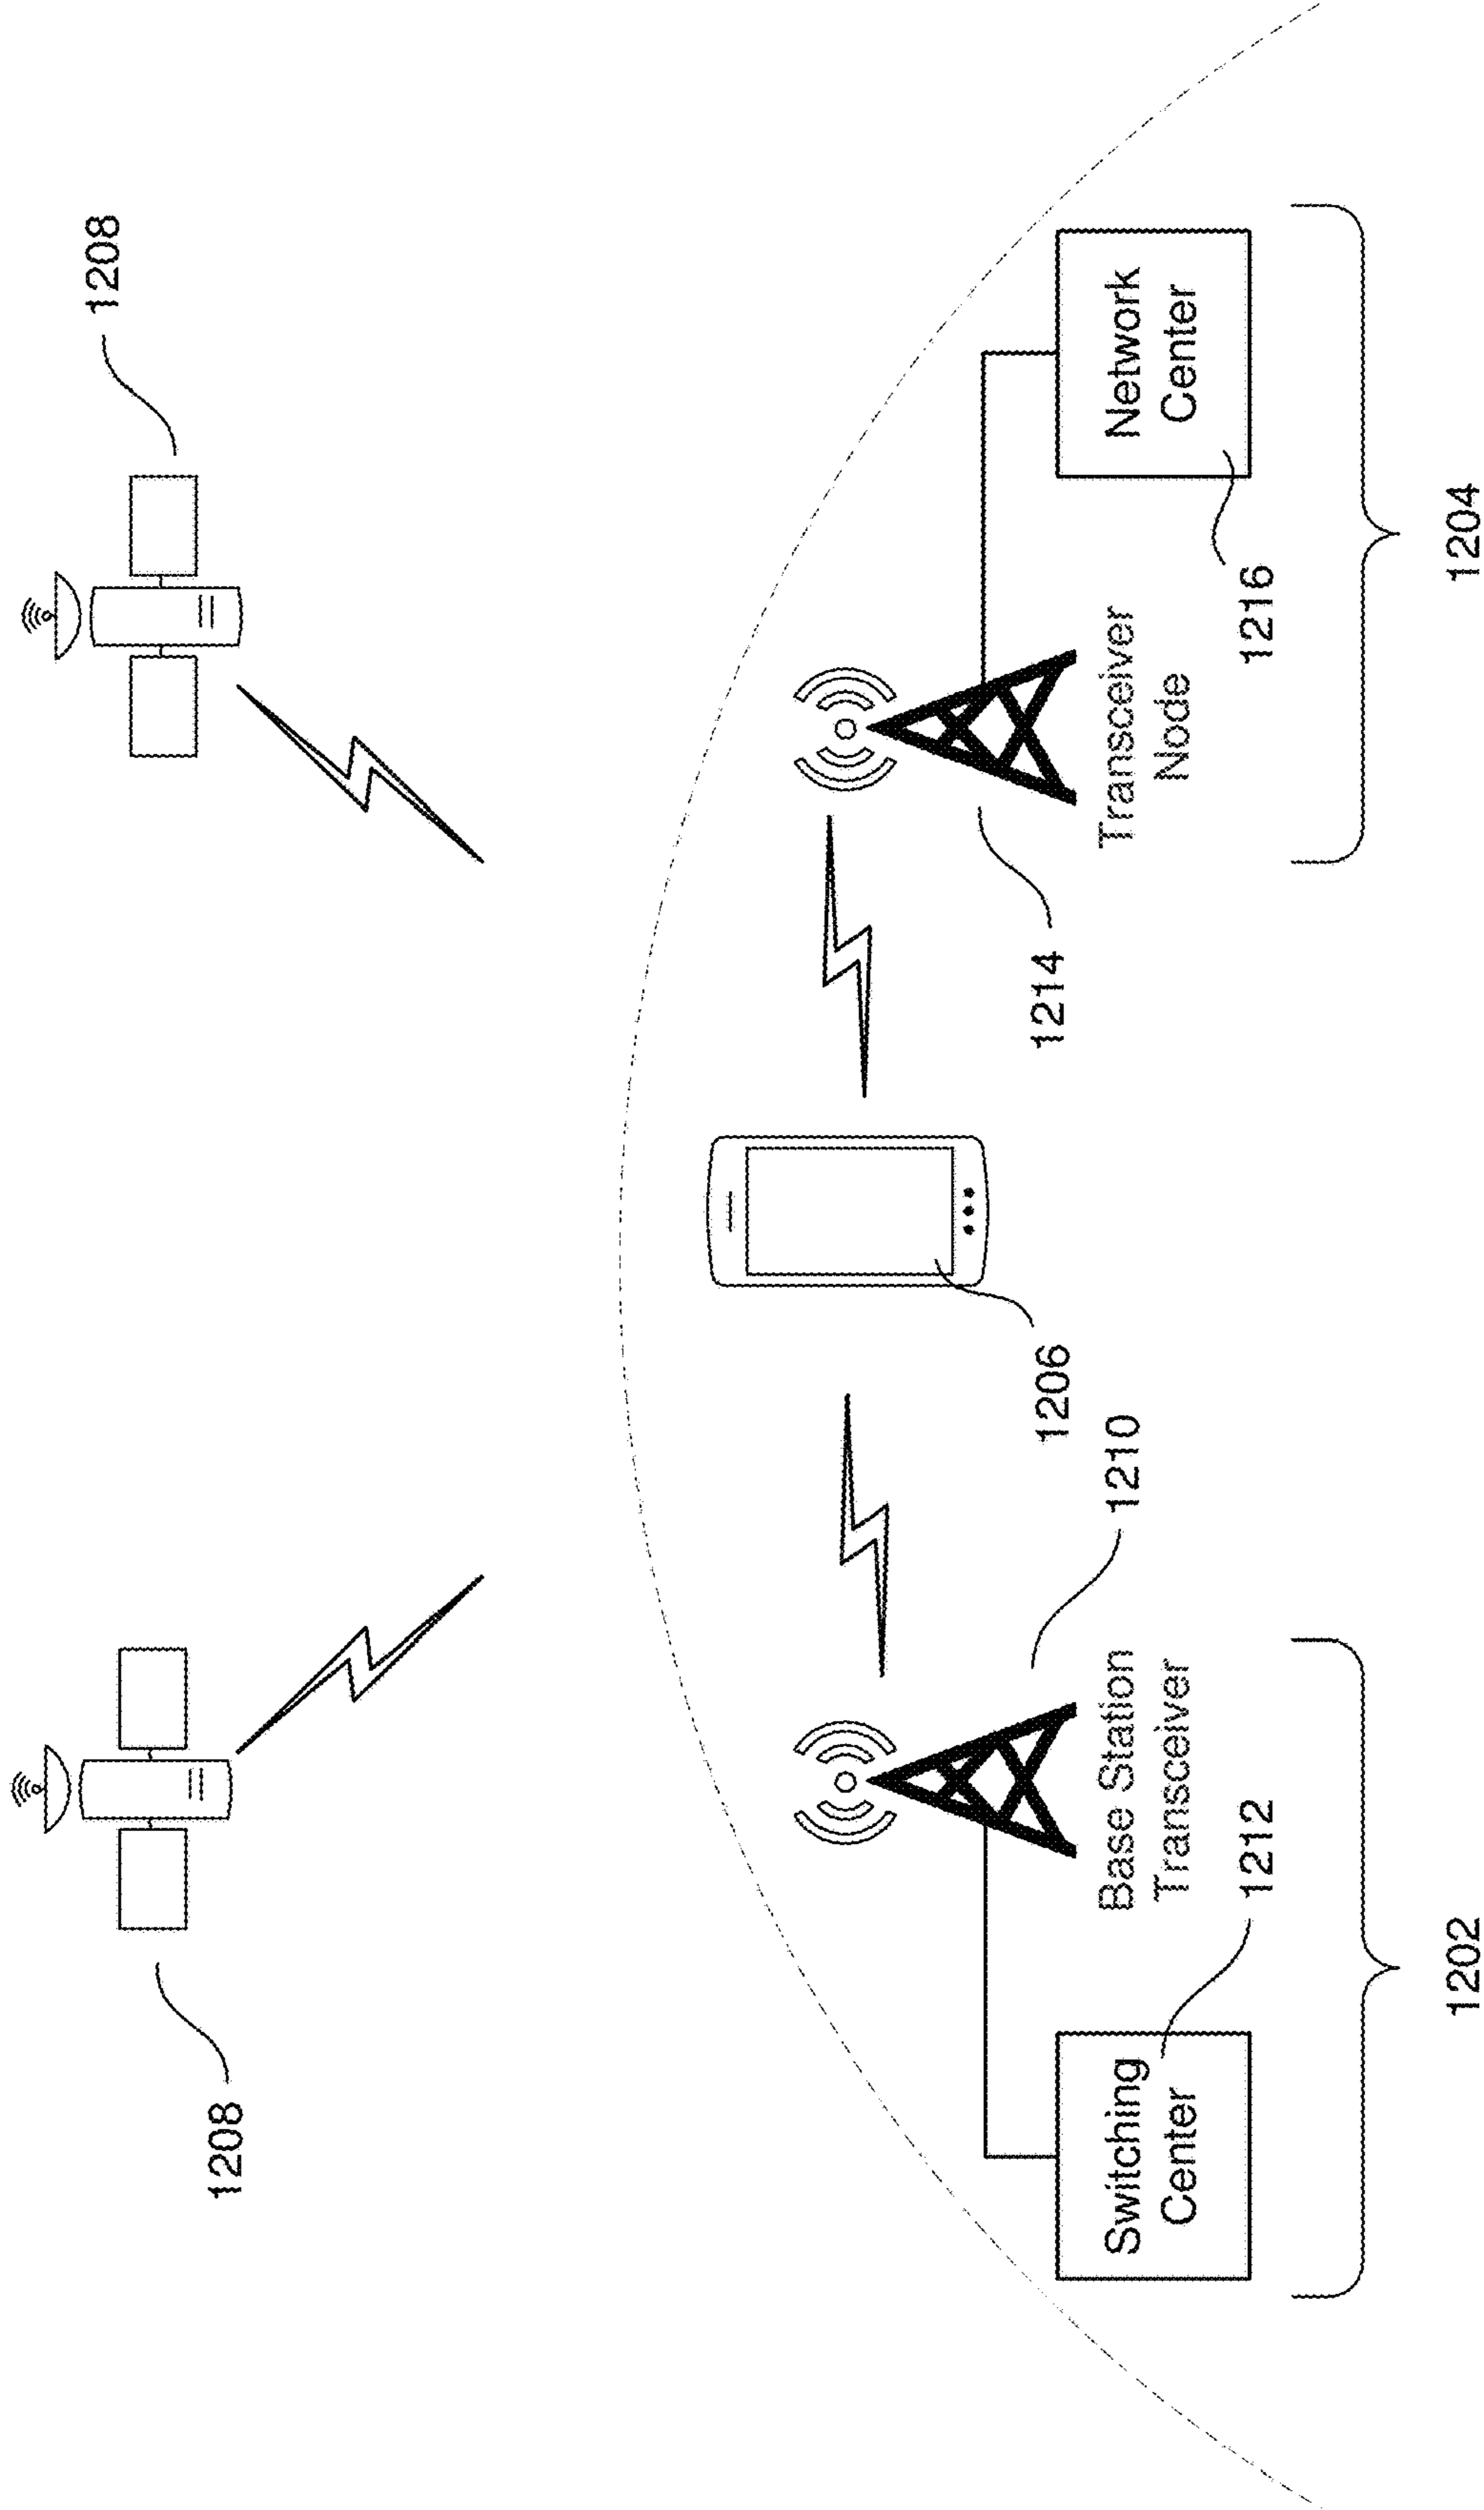 1208
1208
1206
1214
1210
Base Station
Transceiver
Transceiver
Node
Switching
Center
Network
Center
1212
1216
1202
1204